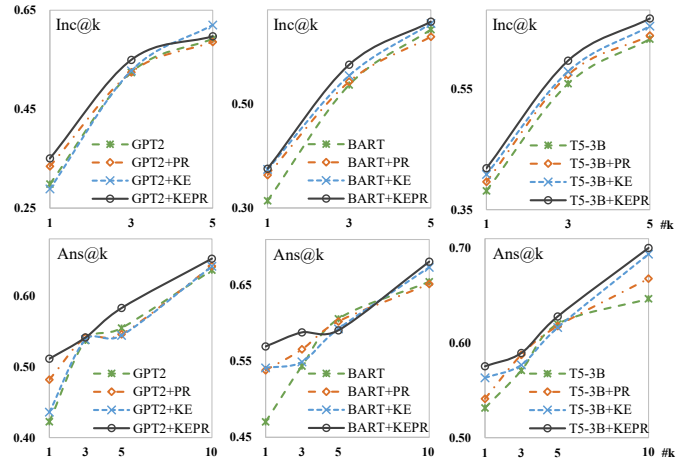 Inc@k
0.65
0.45
0.25
GPT2
GPT2+PR
GPT2+KE
GPT2+KEPR
1 3 5
Inc@k
0.50
0.30
BART
BART+PR
BART+KE
BART+KEPR
1 3 5
Inc@k
0.55
0.35
T5-3B
T5-3B+PR
T5-3B+KE
T5-3B+KEPR
1 3 5 #k
Ans@k
0.60
0.50
0.40
GPT2
GPT2+PR
GPT2+KE
GPT2+KEPR
1 3 5 10
Ans@k
0.65
0.55
0.45
BART
BART+PR
BART+KE
BART+KEPR
1 3 5 10
Ans@k
0.70
0.60
0.50
T5-3B
T5-3B+PR
T5-3B+KE
T5-3B+KEPR
1 3 5 10 #k